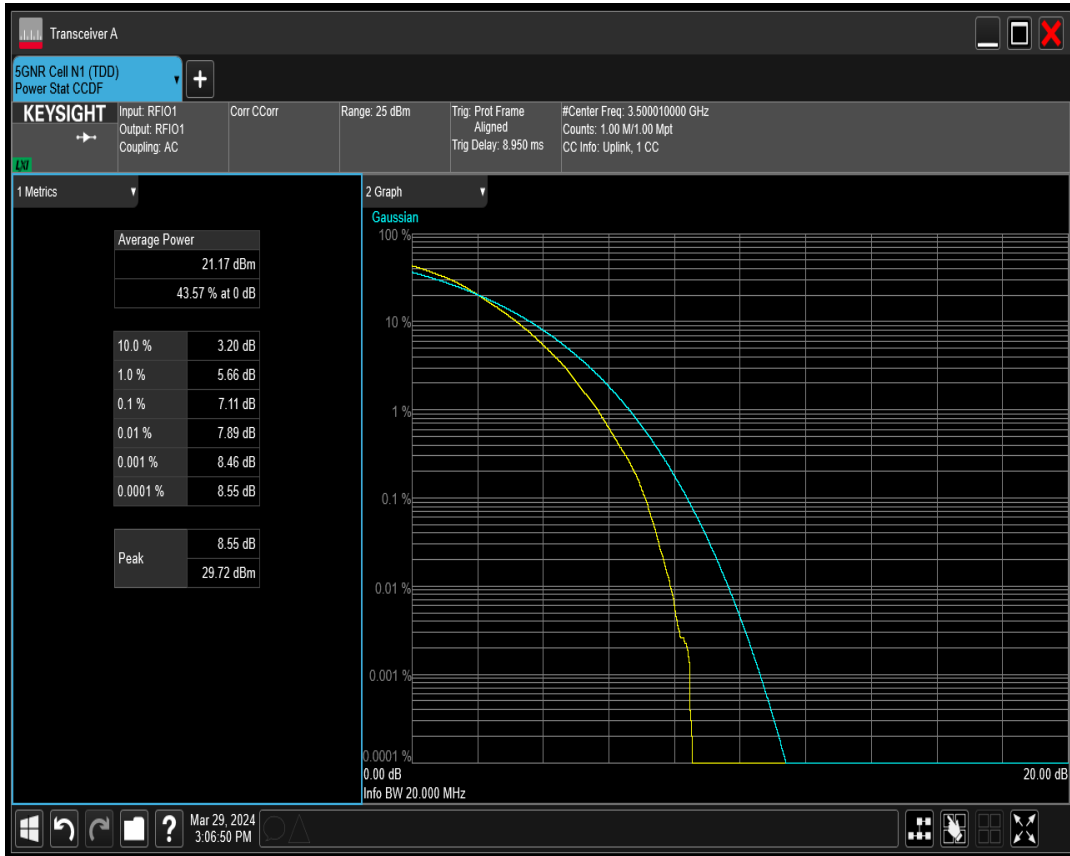 Transceiver A
5GNR Cell N1 (TDD)
Power Stat CCDF
+
KEYSIGHT
LXI
Input: RFIO1
Output: RFIO1
Coupling: AC
Corr CCorr
Range: 25 dBm
Trig: Prot Frame
Aligned
Trig Delay: 8.950 ms
#Center Freq: 3.500010000 GHz
Counts: 1.00 M/1.00 Mpt
CC Info: Uplink, 1 CC
1 Metrics
Average Power
21.17 dBm
43.57 % at 0 dB
10.0 % 3.20 dB
1.0 % 5.66 dB
0.1 % 7.11 dB
0.01 % 7.89 dB
0.001 % 8.46 dB
0.0001 % 8.55 dB
Peak 8.55 dB
29.72 dBm
2 Graph
Gaussian
100 %
10 %
1 %
0.1 %
0.01 %
0.001 %
0.0001 %
0.00 dB 20.00 dB
Info BW 20.000 MHz
?
Mar 29, 2024
3:06:50 PM